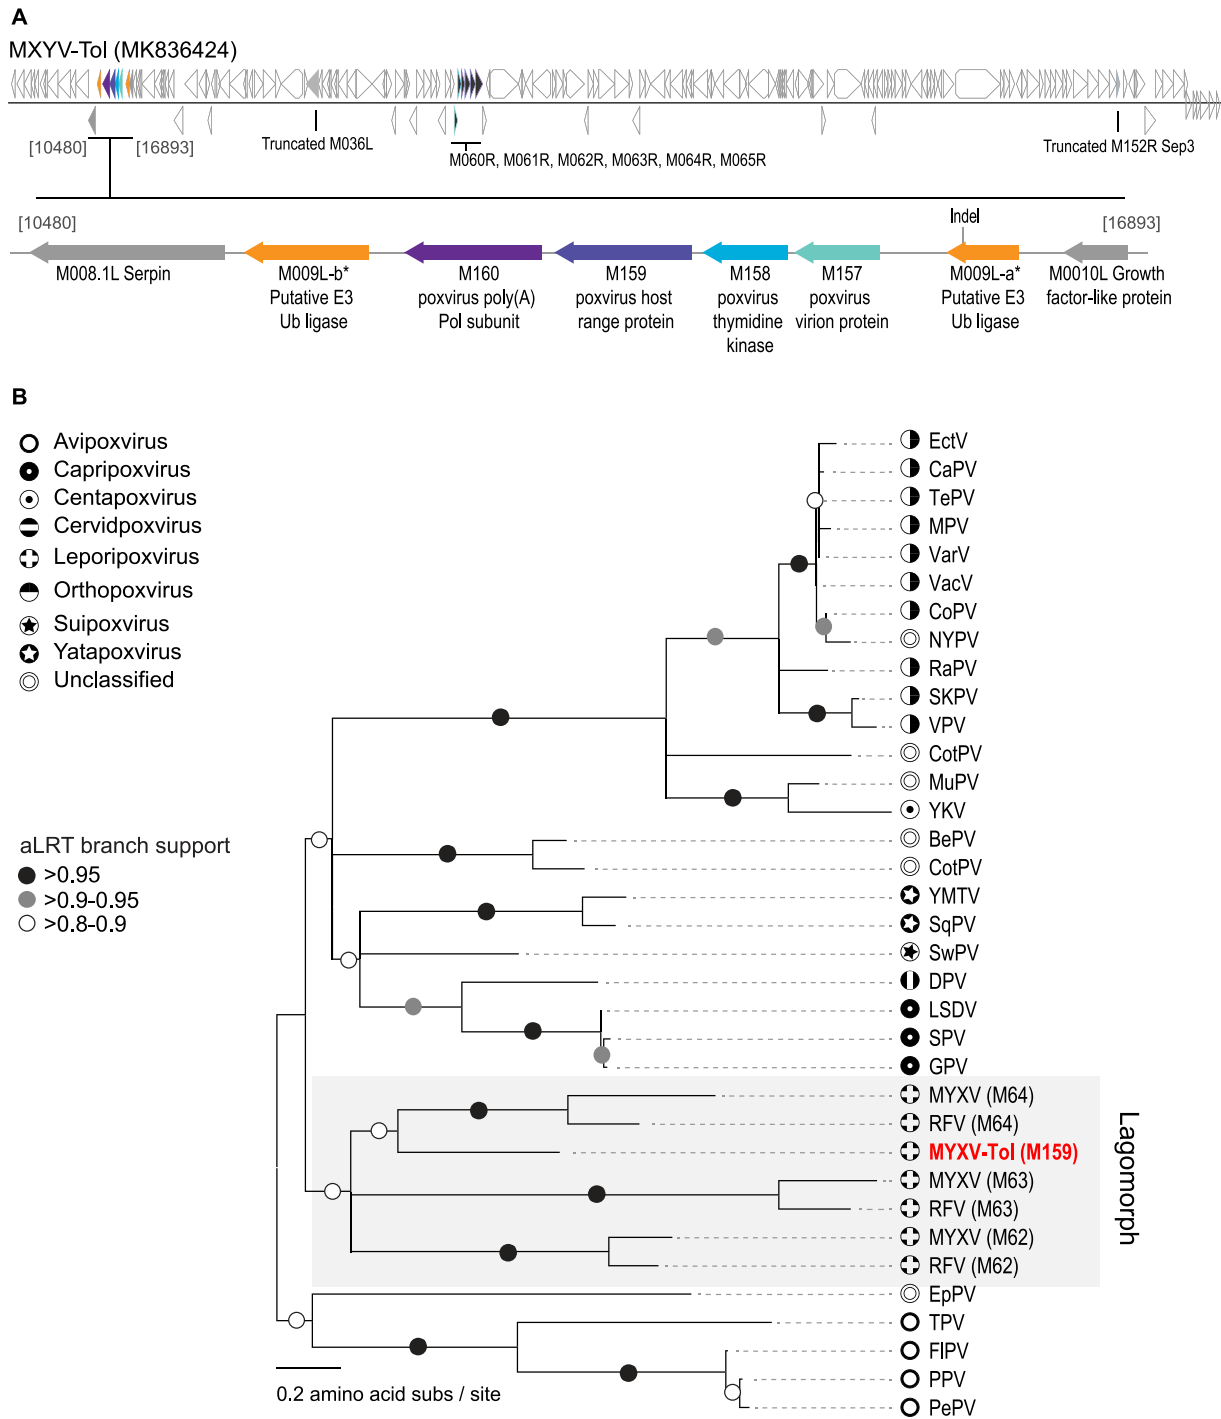 A
MXYV-Tol (MK836424)
[10480]
[16893]
Truncated M036L
M060R, M061R, M062R, M063R, M064R, M065R
Truncated M152R Sep3
[10480]
Indel
[16893]
M008.1L Serpin
M009L-b*
Putative E3
Ub ligase
M160
poxvirus poly(A)
Pol subunit
M159
poxvirus host
range protein
M158
poxvirus
thymidine
kinase
M157
poxvirus
virion protein
M009L-a*
Putative E3
Ub ligase
M0010L Growth
factor-like protein
B
Avipoxvirus
Capripoxvirus
Centapoxvirus
Cervidpoxvirus
Leporipoxvirus
Orthopoxvirus
Suipoxvirus
Yatapoxvirus
Unclassified
aLRT branch support
>0.95
>0.9-0.95
>0.8-0.9
EctV
CaPV
TePV
MPV
VarV
VacV
CoPV
NYPV
RaPV
SKPV
VPV
CotPV
MuPV
YKV
BePV
CotPV
YMTV
SqPV
SwPV
DPV
LSDV
SPV
GPV
MYXV (M64)
RFV (M64)
MYXV-Tol (M159)
MYXV (M63)
RFV (M63)
MYXV (M62)
RFV (M62)
EpPV
TPV
FlPV
PPV
PePV
Lagomorph
0.2 amino acid subs / site